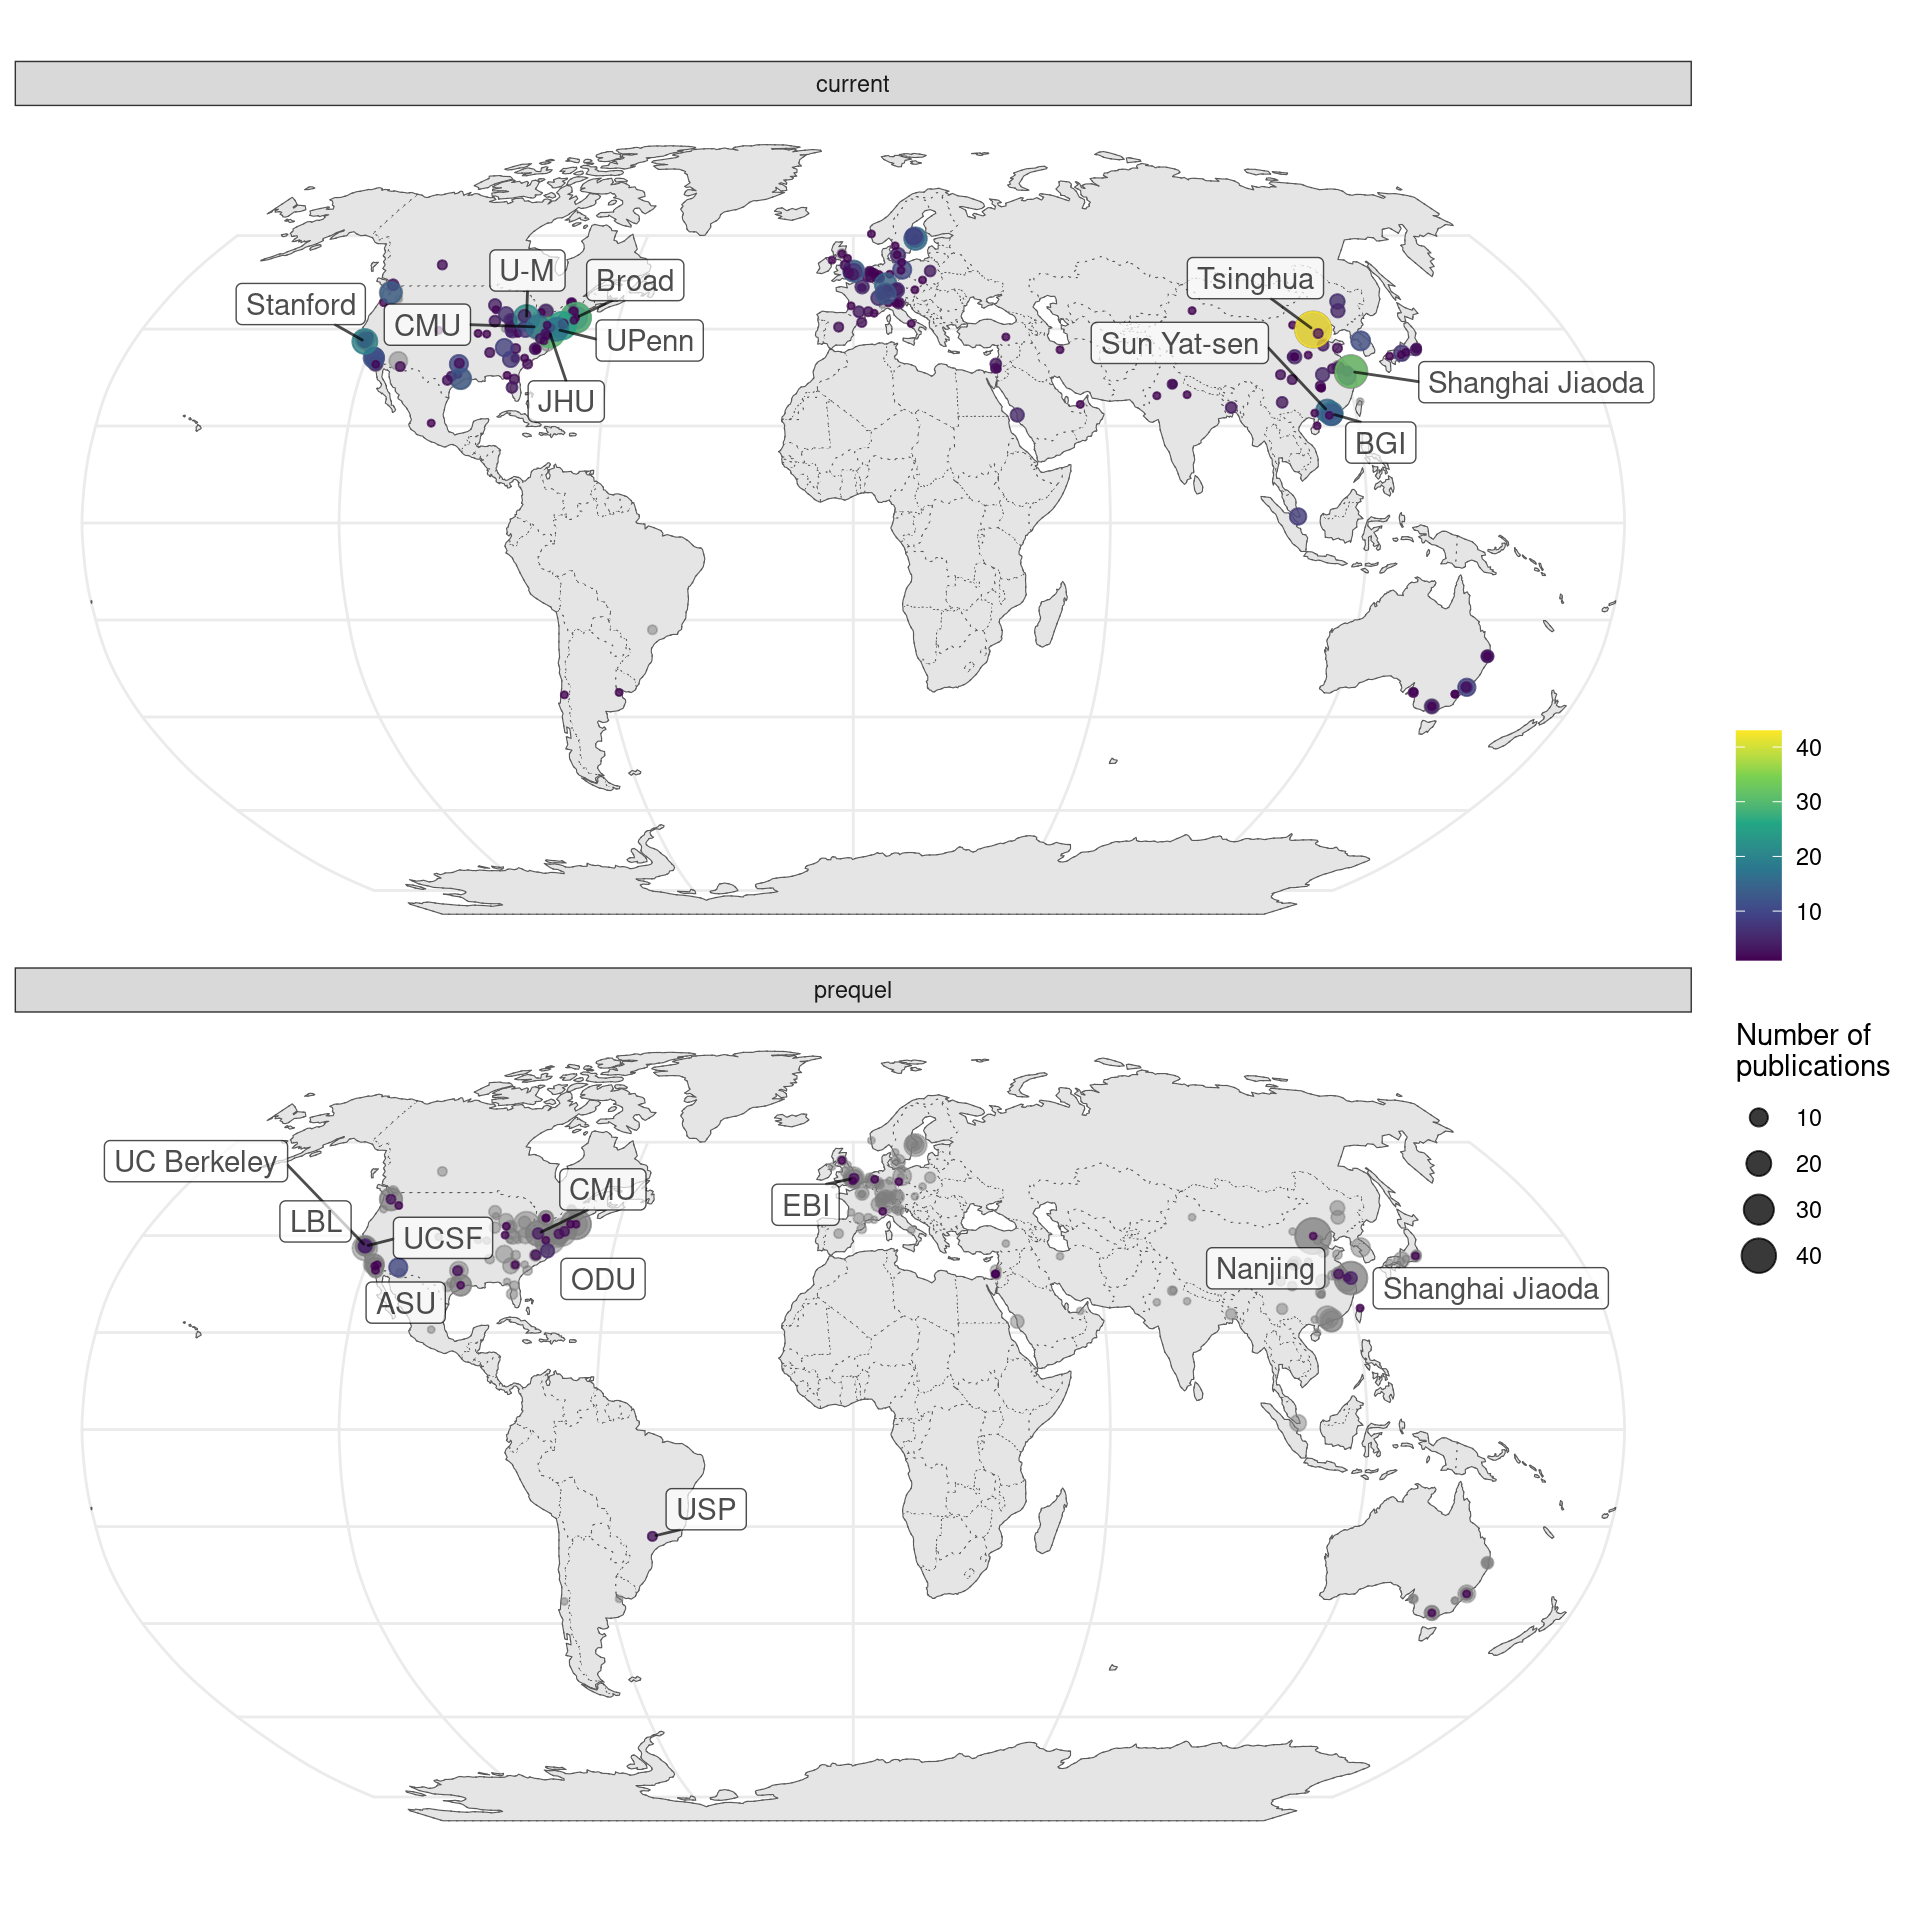 current
U-M
Broad
Stanford
CMU
UPenn
JHU
Tsinghua
Sun Yat-sen
Shanghai Jiaoda
BGI
40
30
20
10
prequel
Number of
publications
10
20
30
40
UC Berkeley
CMU
LBL
UCSF
EBI
ODU
ASU
Nanjing
Shanghai Jiaoda
USP